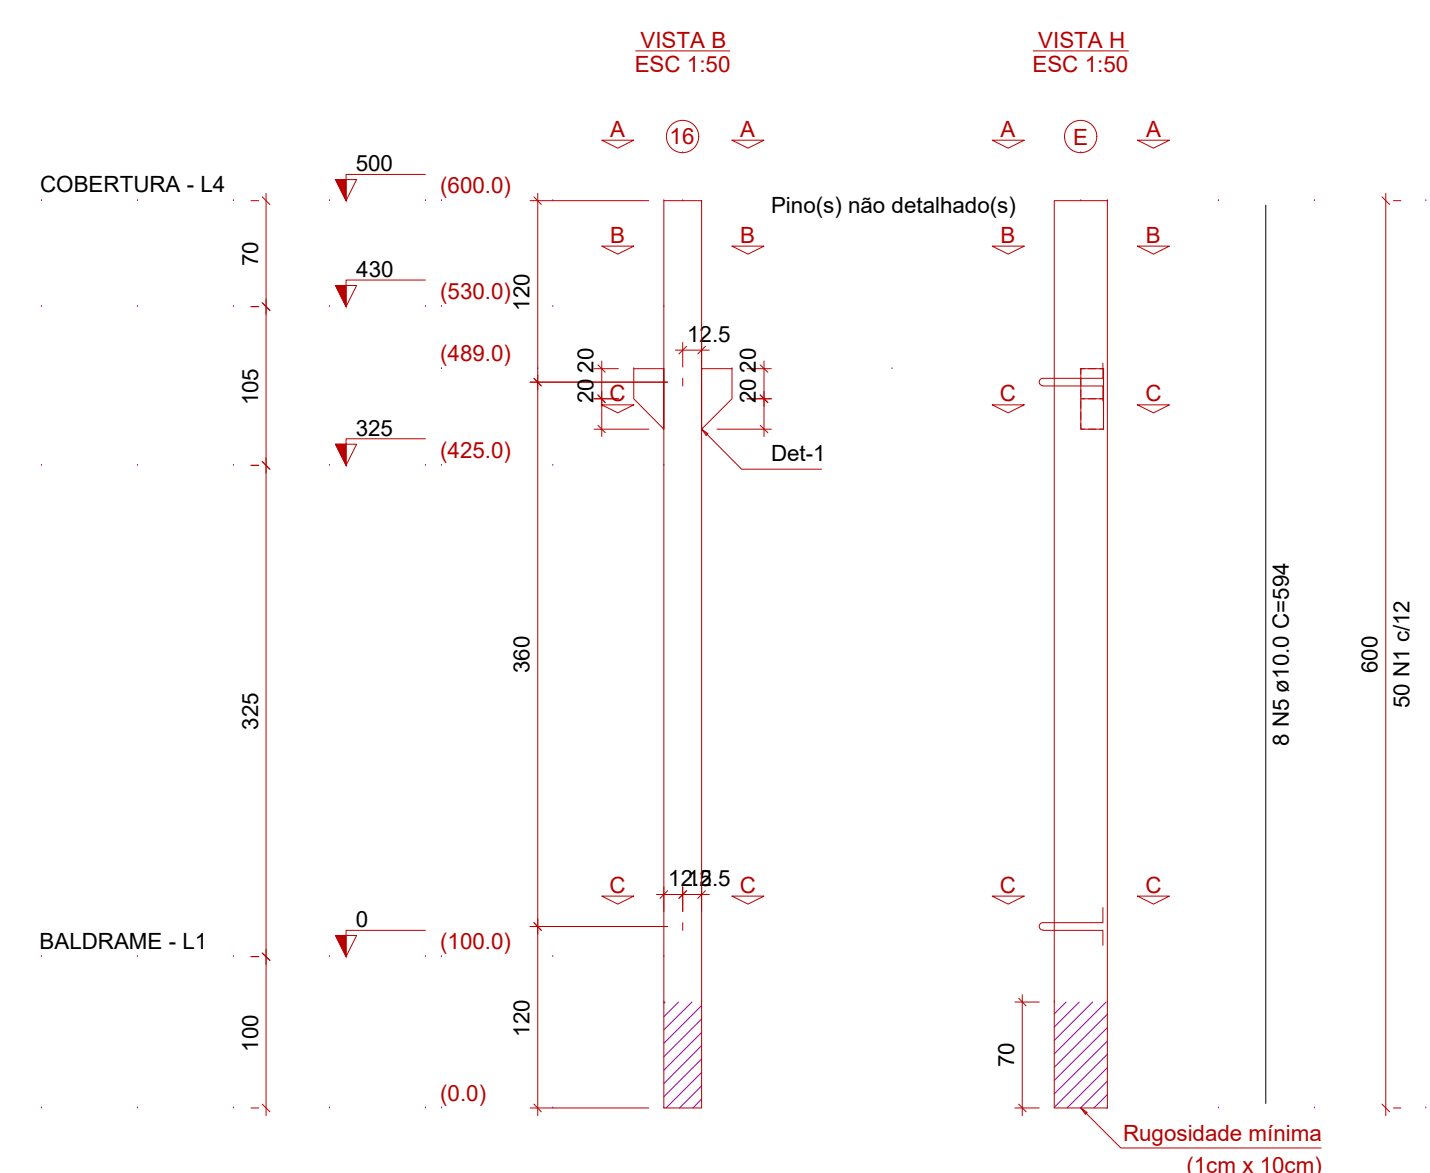 VISTA B
ESC 1:50
VISTA H
ESC 1:50
A
16
A
A
E
A
COBERTURA - L4
500
(600.0)
Pino(s) não detalhado(s)
B
B
B
B
70
430
(530.0)
120
12.5
(489.0)
20
20
20
20
105
C
C
C
325
(425.0)
Det-1
360
325
8 N5 ø10.0 C=594
600
50 N1 c/12
12.5
12.5
C
C
C
C
0
BALDRAME - L1
(100.0)
100
120
70
(0.0)
Rugosidade mínima
(1cm x 10cm)